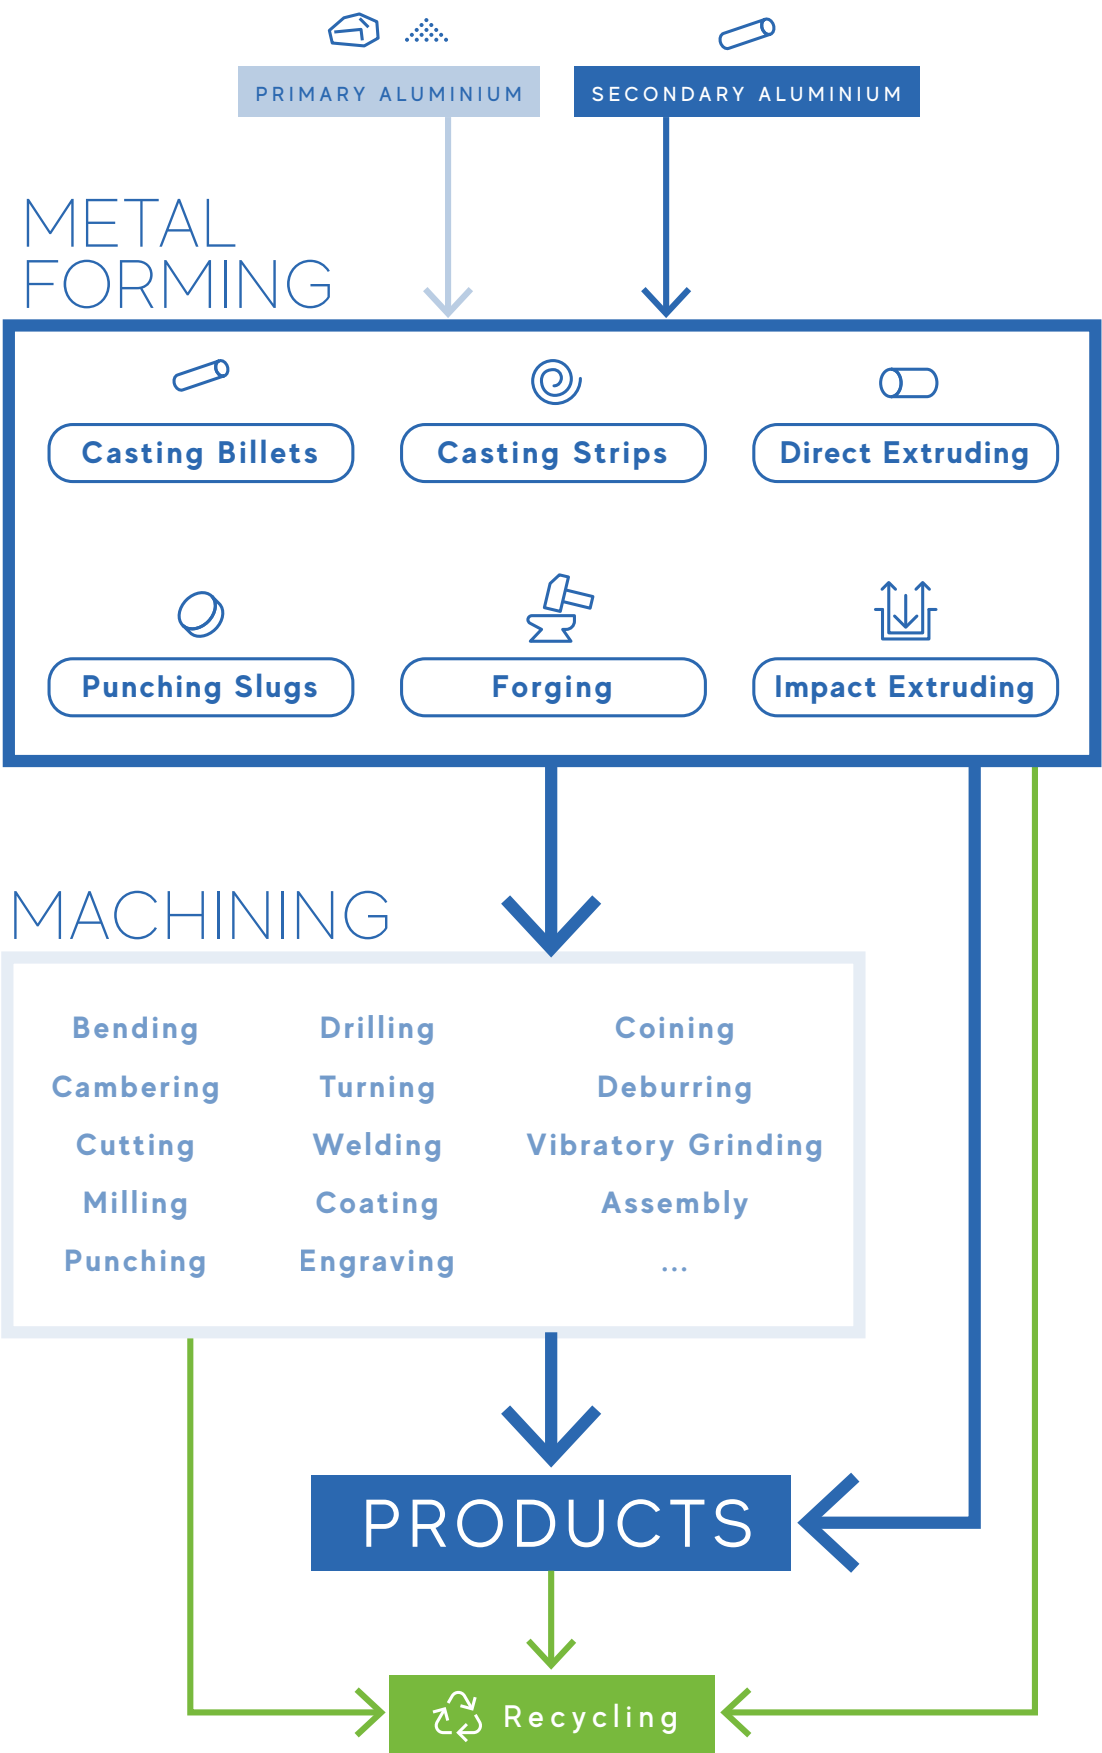 PRIMARY ALUMINIUM
SECONDARY ALUMINIUM
METAL
FORMING
Casting Billets
Casting Strips
Direct Extruding
Punching Slugs
Forging
Impact Extruding
MACHINING
Bending
Drilling
Coining
Cambering
Turning
Deburring
Cutting
Welding
Vibratory Grinding
Milling
Coating
Assembly
Punching
Engraving
...
PRODUCTS
Recycling